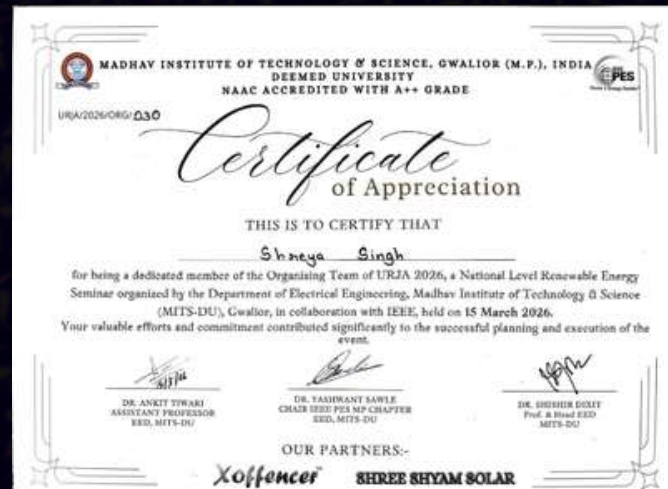 MADHAV INSTITUTE OF TECHNOLOGY & SCIENCE, GWALIOR (M.P.), INDIA
DEEMED UNIVERSITY
NAAC ACCREDITED WITH A++ GRADE
PES
URJA/2026/ORG/030
Certificate
of Appreciation
THIS IS TO CERTIFY THAT
Shreya Singh
for being a dedicated member of the Organising Team of URJA 2026, a National Level Renewable Energy
Seminar organized by the Department of Electrical Engineering, Madhav Institute of Technology & Science
(MITS-DU), Gwalior, in collaboration with IEEE, held on 15 March 2026.
Your valuable efforts and commitment contributed significantly to the successful planning and execution of the
event.
DR. ANKIT TIWARI
ASSISTANT PROFESSOR
EED, MITS-DU
DR. YASHWANT SAWLE
CHAIR IEEE PES MP CHAPTER
EED, MITS-DU
DR. SHISHIR DIXIT
Prof. & Head EED
MITS-DU
OUR PARTNERS:-
Xoffencer SHREE SHYAM SOLAR